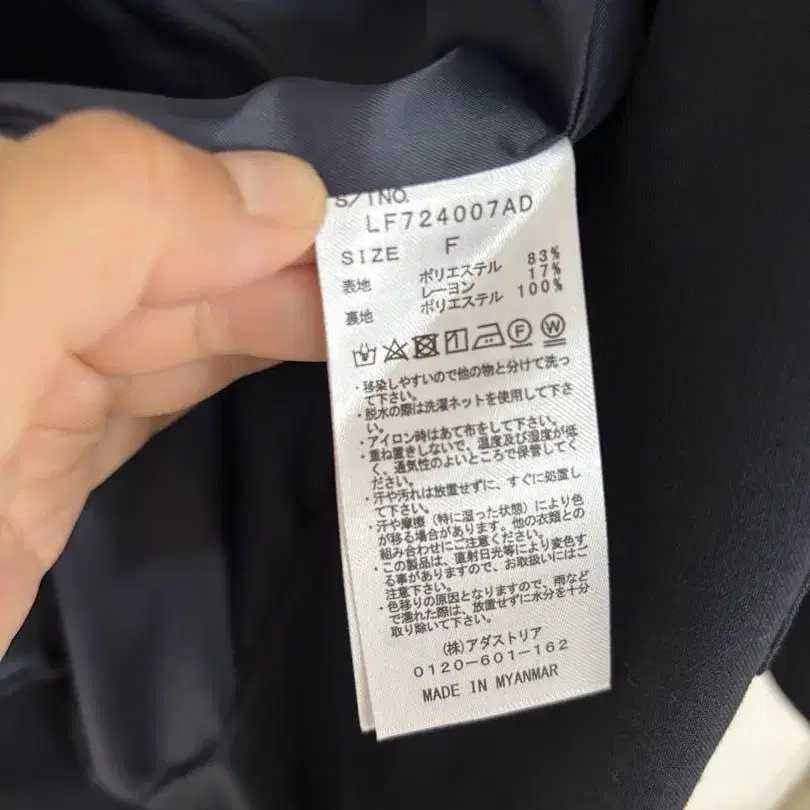 S/TNO.
LF724007AD
SIZE F
表地 ポリエステル 83%
レーヨン 17%
裏地 ポリエステル 100%
F W
・移染しやすいので他の物と分けて洗っ
て下さい。
・脱水の際は洗濯ネットを使用して下さ
い。
・アイロン時はあて布をして下さい。
・重ね置きしないで、温度及び湿度が低
く、通気性のよいところで保管してく
ださい。
・汗や汚れは放置せずに、すぐに処置し
て下さい。
・汗や摩擦（特に湿った状態）により色
が移る場合があります。他の衣類との
組み合わせにご注意ください。
・この製品は、直射日光等により変色す
る事がありますので、お取扱いにはご
注意下さい。
・色移りの原因となりますので、雨など
で濡れた際は、放置せずに水分を十分
取り除いて下さい。
(株)アダストリア
0120-601-162
MADE IN MYANMAR